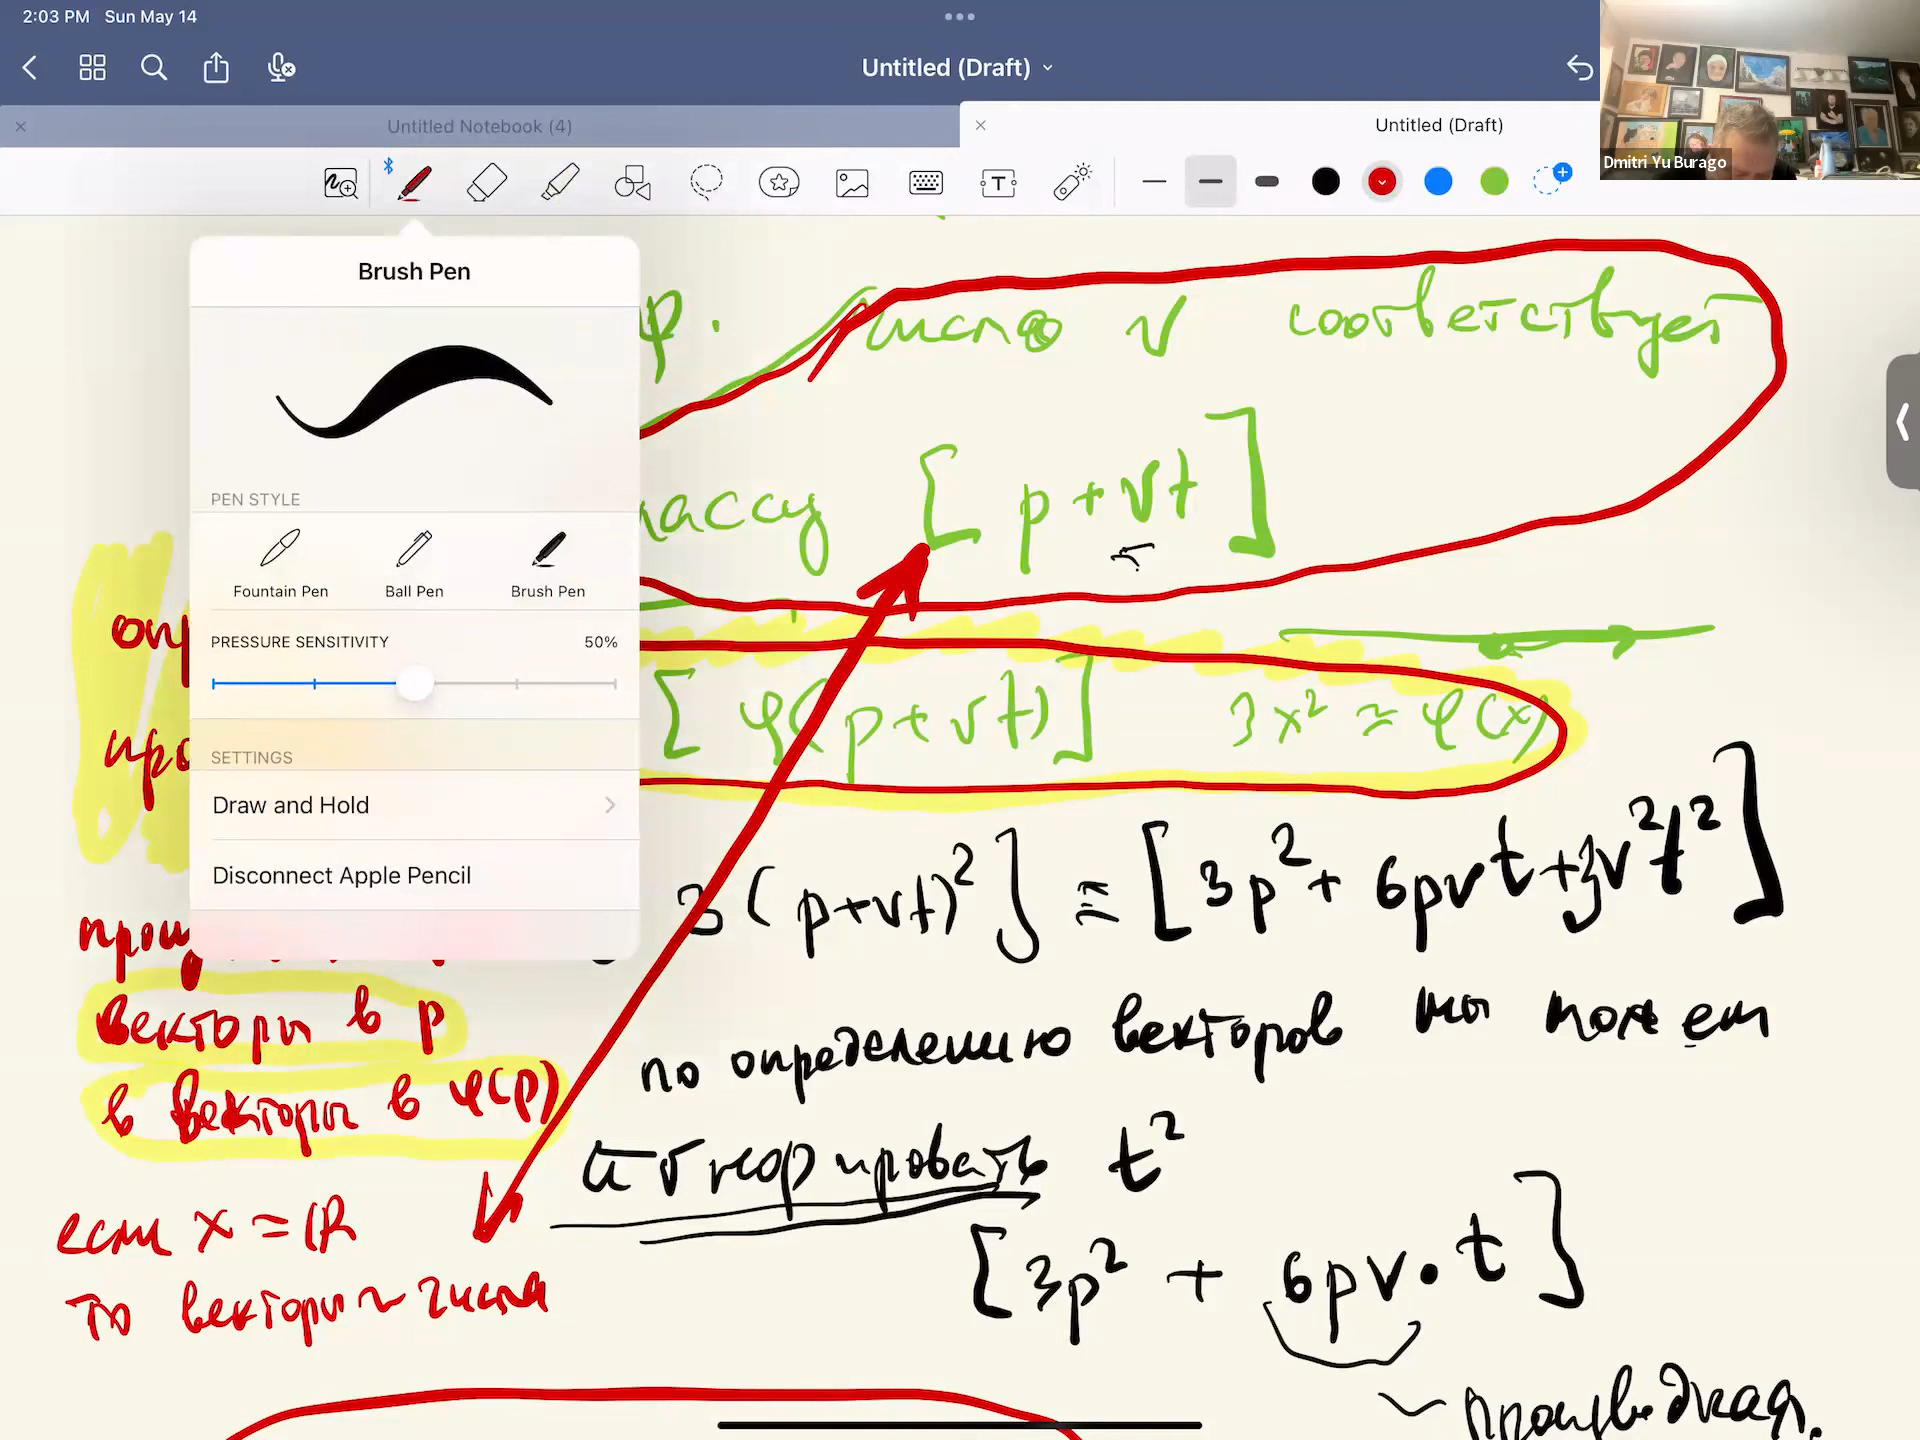 2:03 PM Sun May 14
Untitled (Draft)
Untitled Notebook (4)
Untitled (Draft)
Dmitri Yu Burago
Brush Pen
PEN STYLE
Fountain Pen Ball Pen Brush Pen
PRESSURE SENSITIVITY 50%
SETTINGS
Draw and Hold
Disconnect Apple Pencil
φ. число v соответствует
[p+vt]
[φ(p+vt)] 3x² ≃ φ(x)
3(p+vt)²] = [3p²+ 6pvt+3v²t²]
векторы в p
в векторы в φ(p)
по определению векторов мы можем
игнорировать t²
если x = ℝ
то векторы ~ числа
[3p² + 6pv·t]
~ производная.